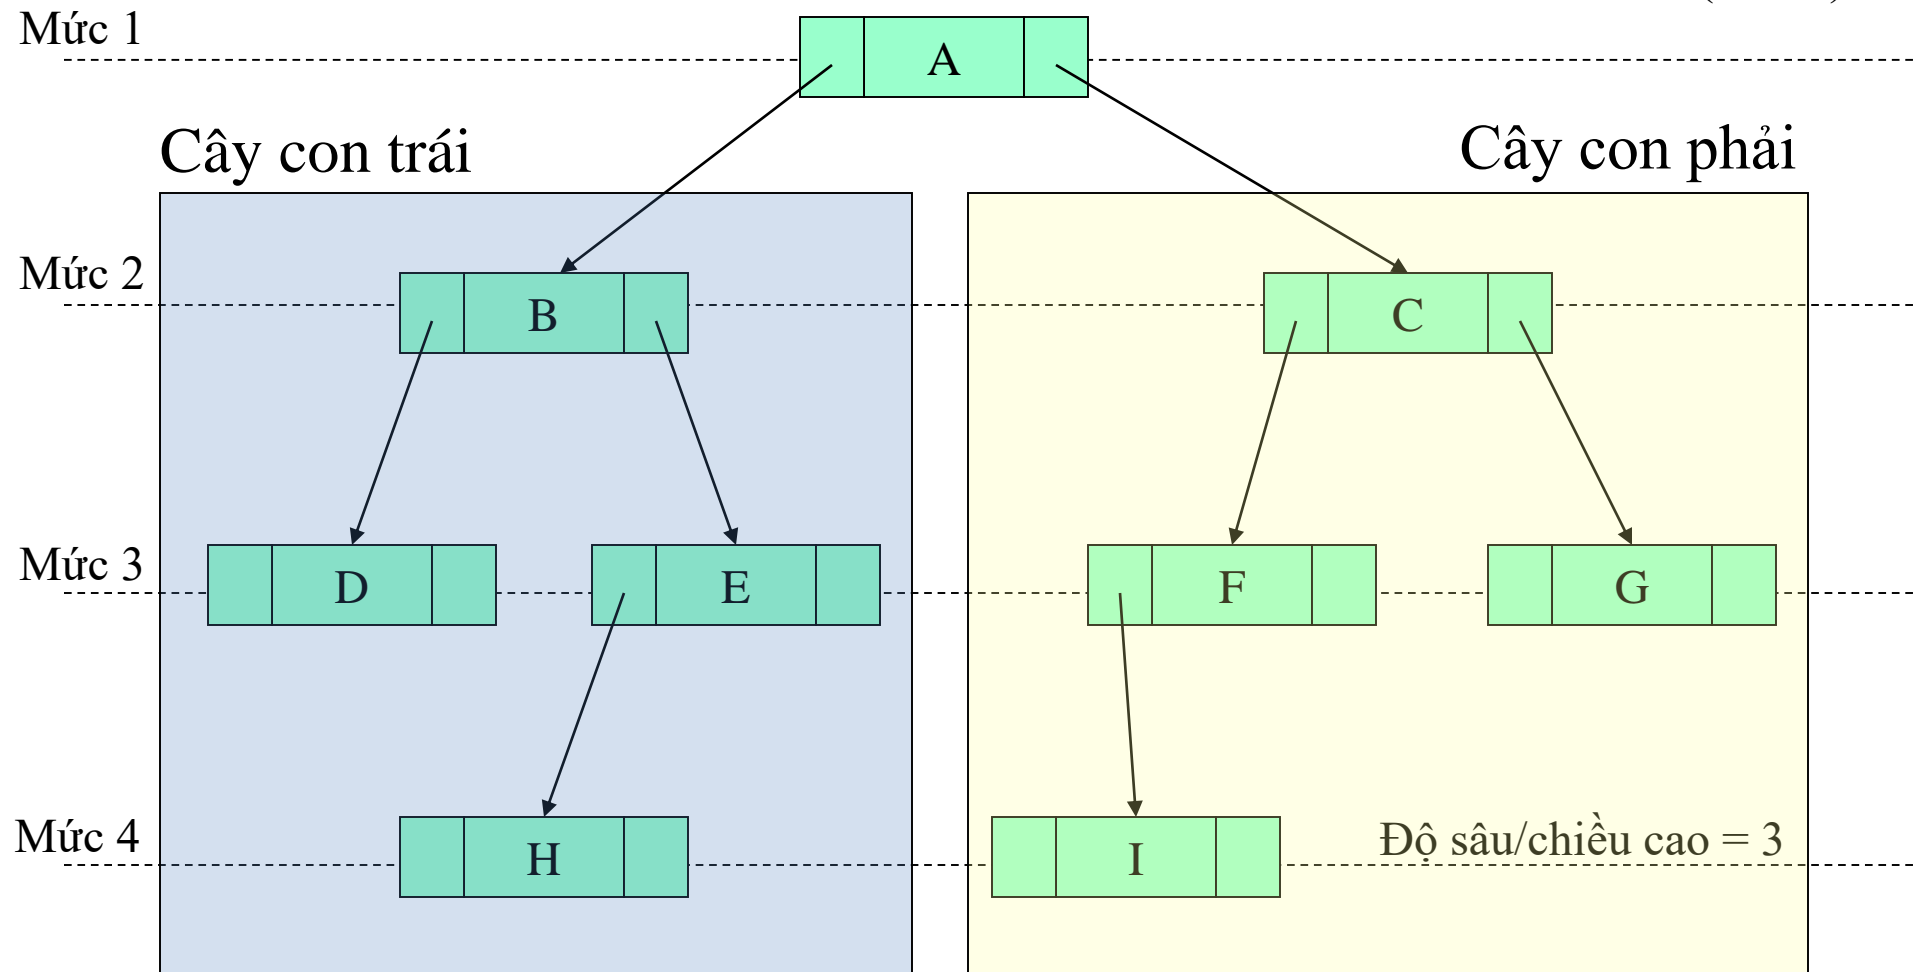 Mức 1
A
Cây con trái
Cây con phải
Mức 2
B
C
Mức 3
D
E
F
G
Mức 4
H
I
Độ sâu/chiều cao = 3